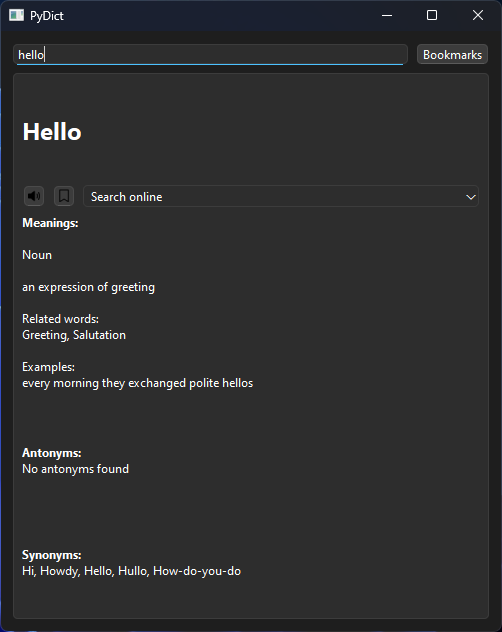 PyDict
hello
Bookmarks
Hello
Search online
Meanings:
Noun
an expression of greeting
Related words:
Greeting, Salutation
Examples:
every morning they exchanged polite hellos
Antonyms:
No antonyms found
Synonyms:
Hi, Howdy, Hello, Hullo, How-do-you-do